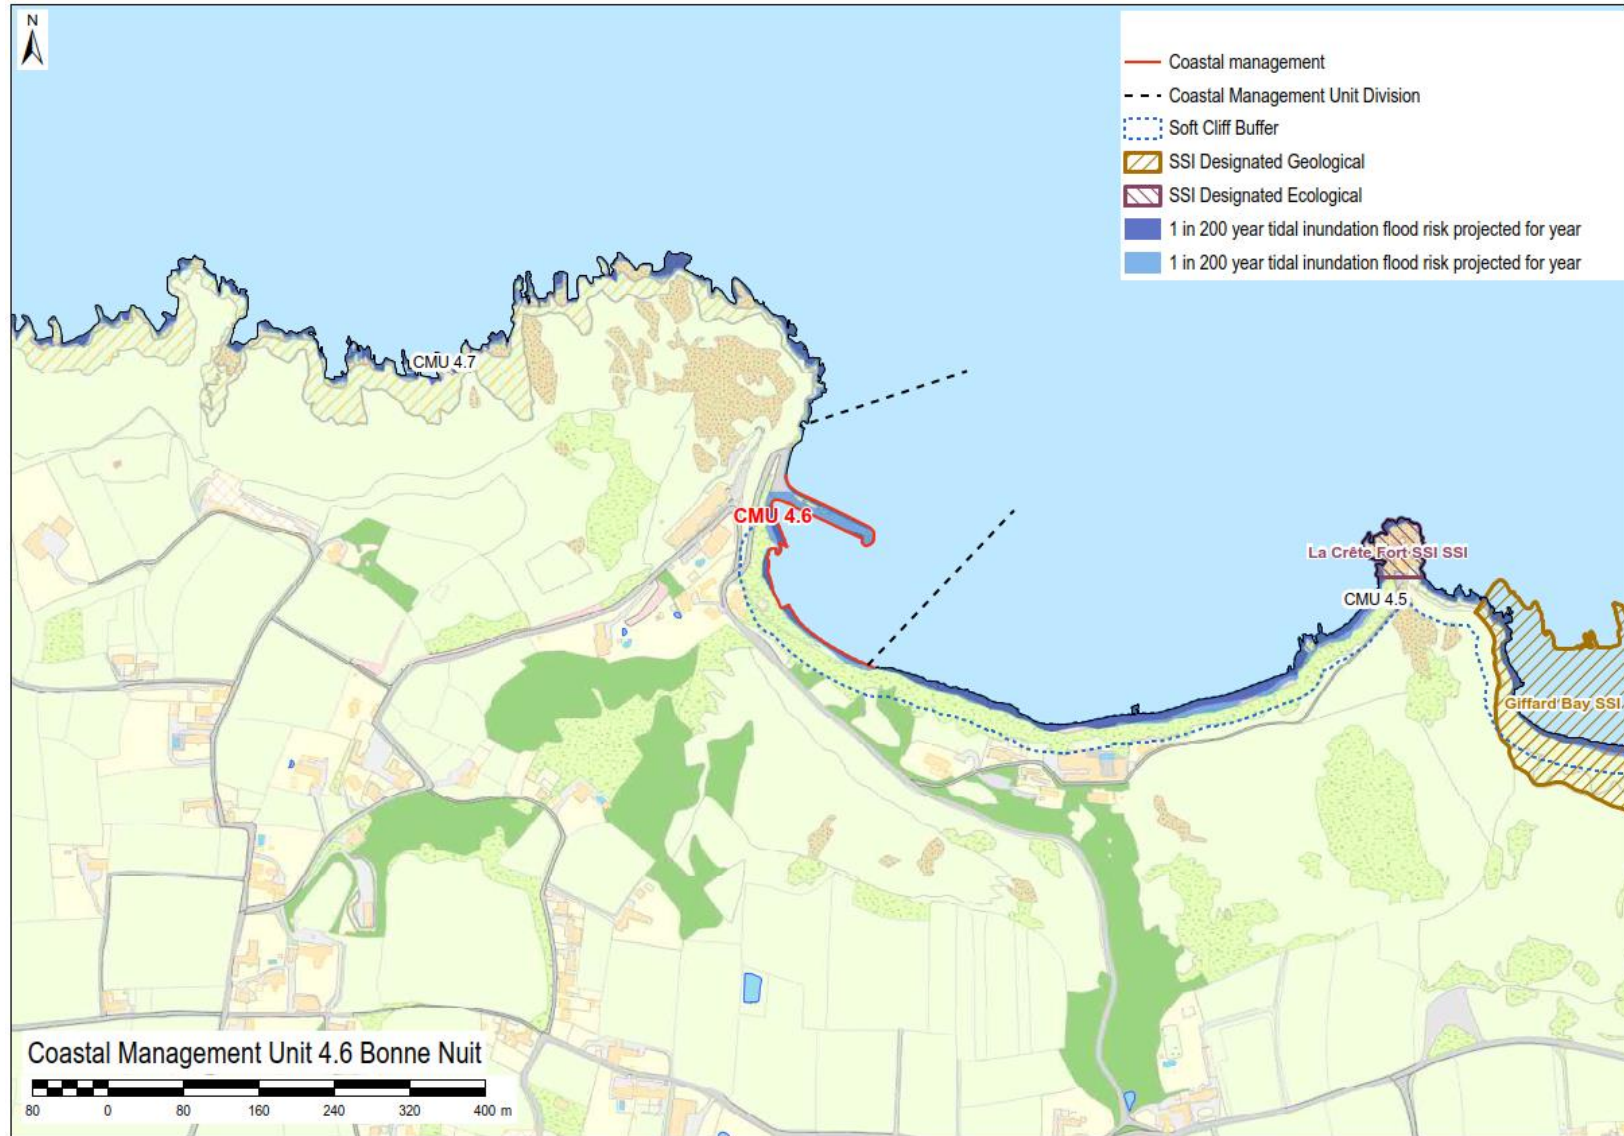 N
Coastal management
Coastal Management Unit Division
Soft Cliff Buffer
SSI Designated Geological
SSI Designated Ecological
1 in 200 year tidal inundation flood risk projected for year
1 in 200 year tidal inundation flood risk projected for year
CMU 4.7
CMU 4.6
La Crête Fort SSI SSI
CMU 4.5
Giffard Bay SSI
Coastal Management Unit 4.6 Bonne Nuit
80 0 80 160 240 320 400 m